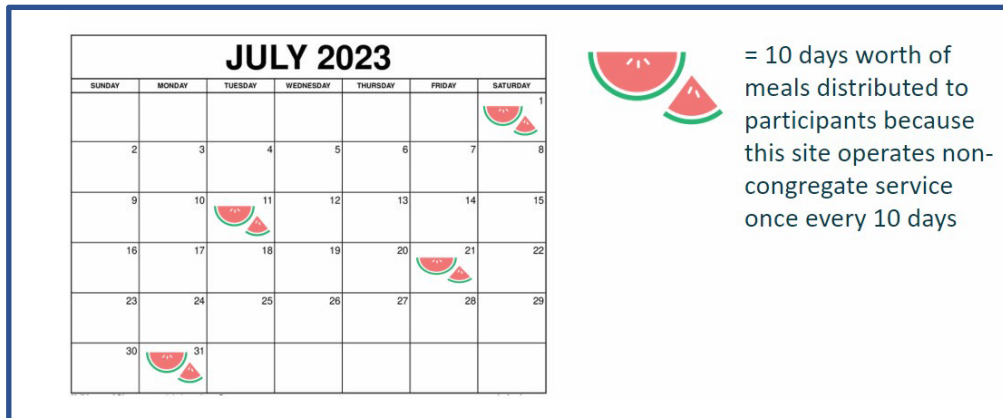 JULY 2023
SUNDAY MONDAY TUESDAY WEDNESDAY THURSDAY FRIDAY SATURDAY
1
2 3 4 5 6 7 8
9 10 11 12 13 14 15
16 17 18 19 20 21 22
23 24 25 26 27 28 29
30 31
= 10 days worth of
meals distributed to
participants because
this site operates non-
congregate service
once every 10 days